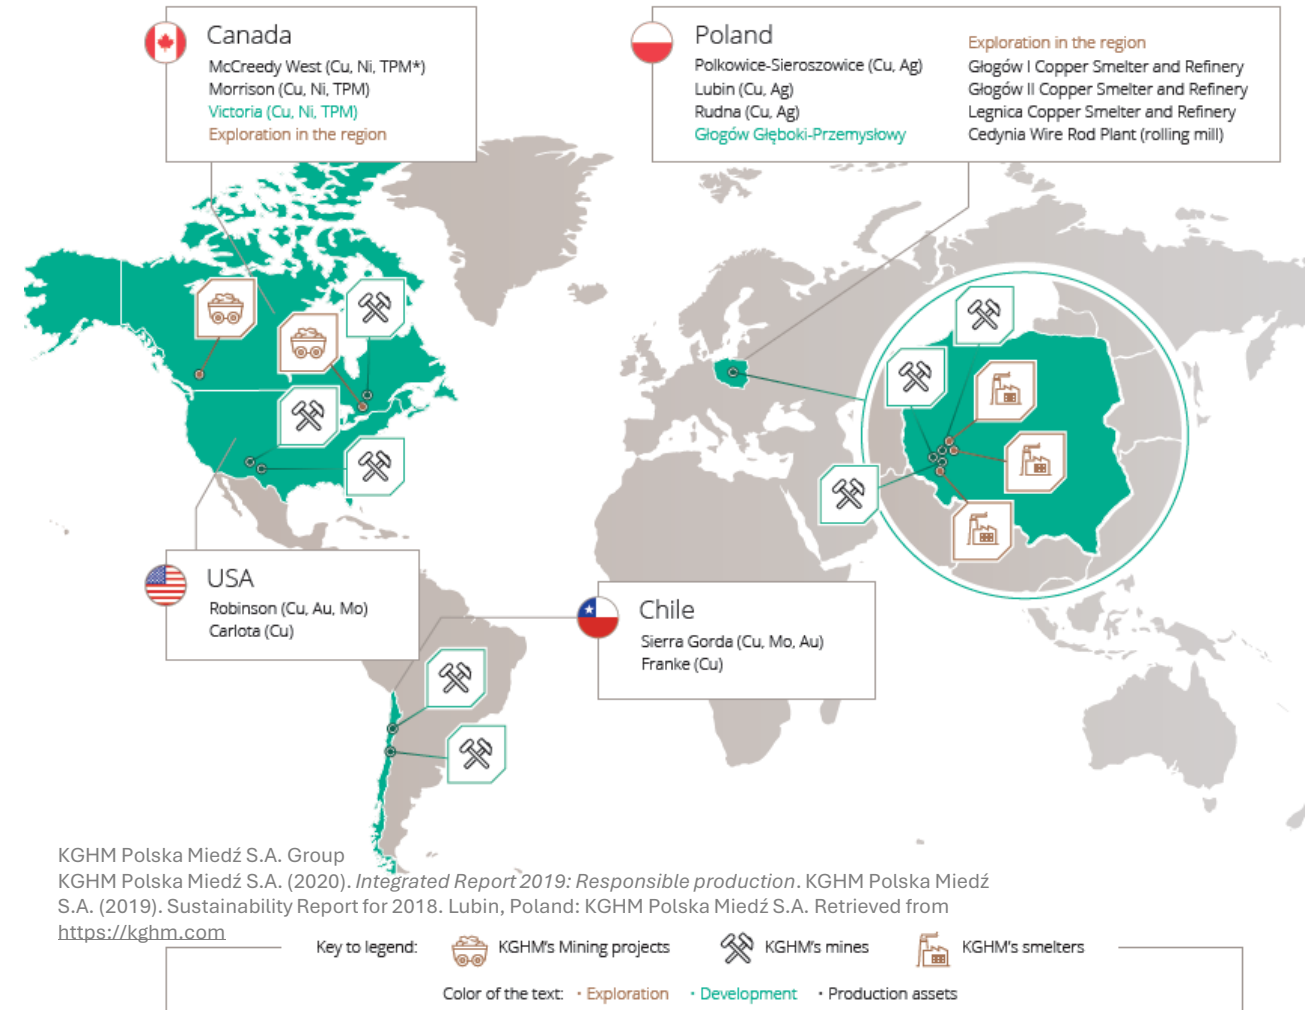 Canada
McCreedy West (Cu, Ni, TPM*)
Morrison (Cu, Ni, TPM)
Victoria (Cu, Ni, TPM)
Exploration in the region
Poland
Polkowice-Sieroszowice (Cu, Ag)
Lubin (Cu, Ag)
Rudna (Cu, Ag)
Głogów Głęboki-Przemysłowy
Exploration in the region
Głogów I Copper Smelter and Refinery
Głogów II Copper Smelter and Refinery
Legnica Copper Smelter and Refinery
Cedynia Wire Rod Plant (rolling mill)
USA
Robinson (Cu, Au, Mo)
Carlota (Cu)
Chile
Sierra Gorda (Cu, Mo, Au)
Franke (Cu)
KGHM Polska Miedź S.A. Group
KGHM Polska Miedź S.A. (2020). Integrated Report 2019: Responsible production. KGHM Polska Miedź
S.A. (2019). Sustainability Report for 2018. Lubin, Poland: KGHM Polska Miedź S.A. Retrieved from
https://kghm.com
Key to legend: KGHM's Mining projects KGHM's mines KGHM's smelters
Color of the text: • Exploration • Development • Production assets